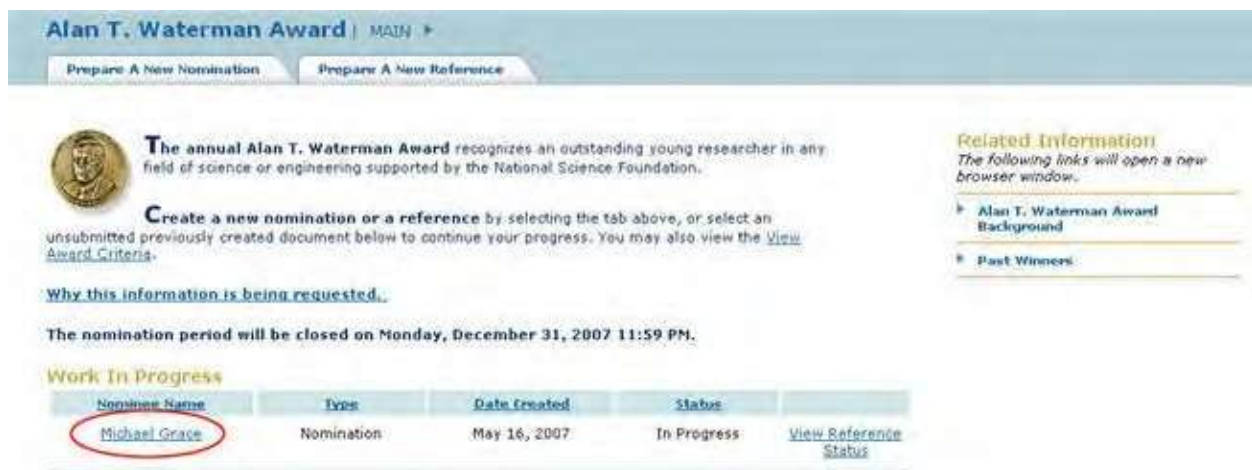 Alan T. Waterman Award | MAIN
Prepare A New Nomination Prepare A New Reference
The annual Alan T. Waterman Award recognizes an outstanding young researcher in any
field of science or engineering supported by the National Science Foundation.
Create a new nomination or a reference by selecting the tab above, or select an
unsubmitted previously created document below to continue your progress. You may also view the View
Award Criteria.
Why this information is being requested.
The nomination period will be closed on Monday, December 31, 2007 11:59 PM.
Work In Progress
Nominee Name Type Date Created Status
Michael Grace Nomination May 16, 2007 In Progress View Reference
Status
Related Information
The following links will open a new
browser window.
Alan T. Waterman Award
Background
Past Winners